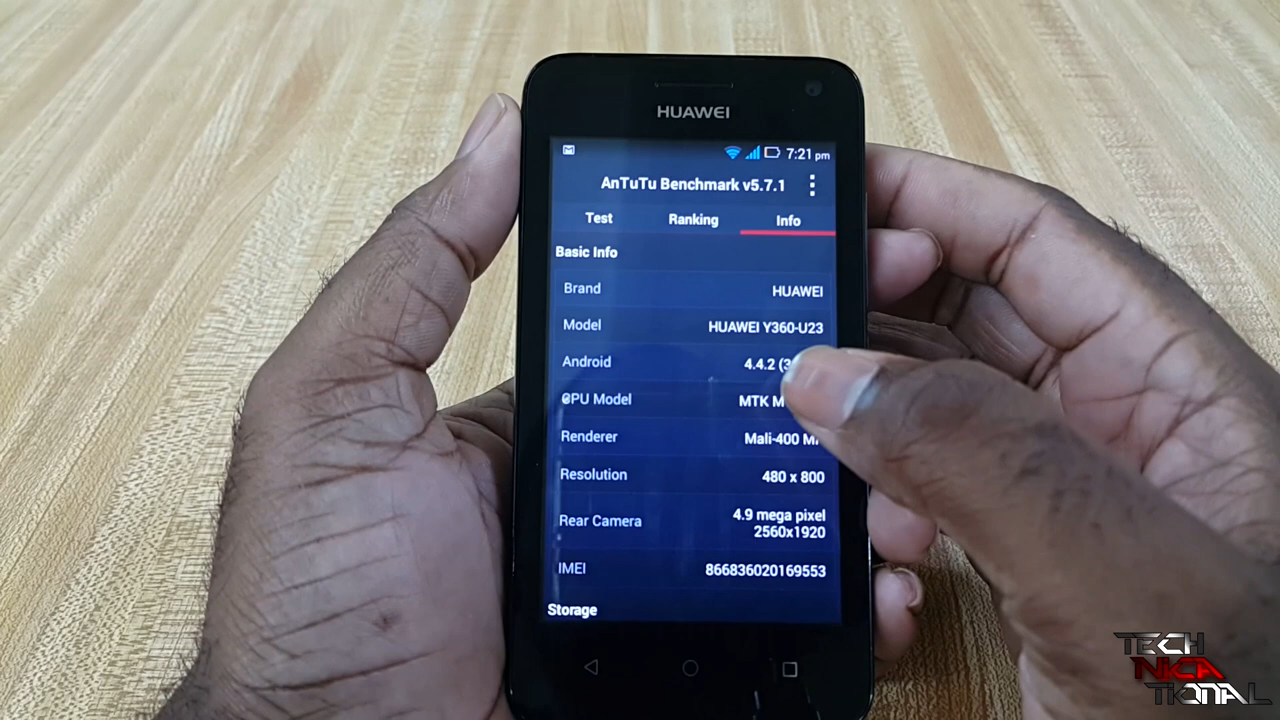 HUAWEI
7:21 pm
AnTuTu Benchmark v5.7.1
Test Ranking Info
Basic Info
Brand HUAWEI
Model HUAWEI Y360-U23
Android 4.4.2
CPU Model MTK
Renderer Mali-400
Resolution 480 x 800
Rear Camera 4.9 mega pixel
2560x1920
IMEI 866836020169553
Storage
TECH
NICA